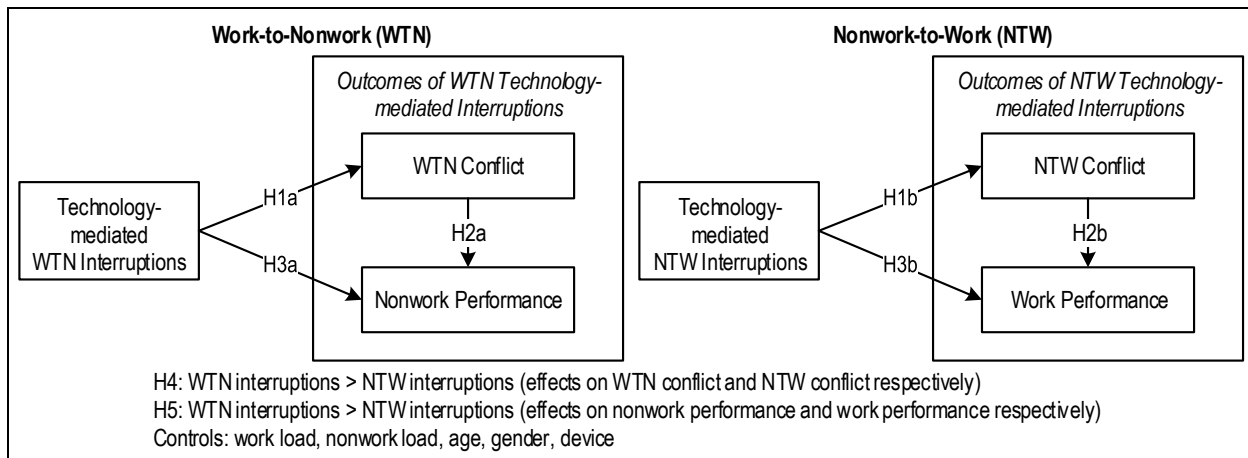 Work-to-Nonwork (WTN)
Outcomes of WTN Technology-
mediated Interruptions
WTN Conflict
H1a
Technology-
mediated
WTN Interruptions
H2a
H3a
Nonwork Performance
Nonwork-to-Work (NTW)
Outcomes of NTW Technology-
mediated Interruptions
NTW Conflict
H1b
Technology-
mediated
NTW Interruptions
H2b
H3b
Work Performance
H4: WTN interruptions > NTW interruptions (effects on WTN conflict and NTW conflict respectively)
H5: WTN interruptions > NTW interruptions (effects on nonwork performance and work performance respectively)
Controls: work load, nonwork load, age, gender, device